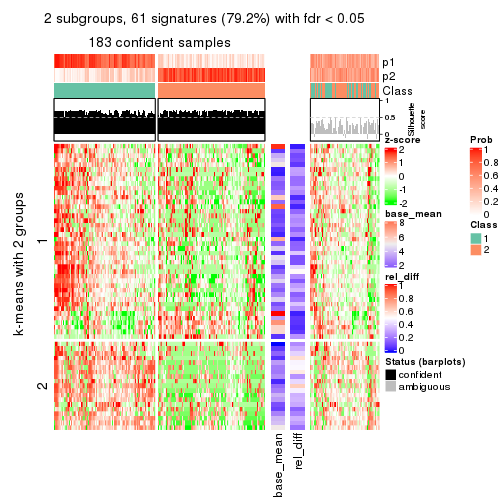 2 subgroups, 61 signatures (79.2%) with fdr < 0.05
183 confident samples
p1
p2
Class
1
0.5
0
Silhouette
score
k-means with 2 groups
1
2
base_mean
rel_diff
z-score
2
1
0
-1
-2
base_mean
8
6
4
2
rel_diff
1
0.8
0.6
0.4
0.2
0
Status (barplots)
confident
ambiguous
Prob
1
0.8
0.6
0.4
0.2
0
Class
1
2